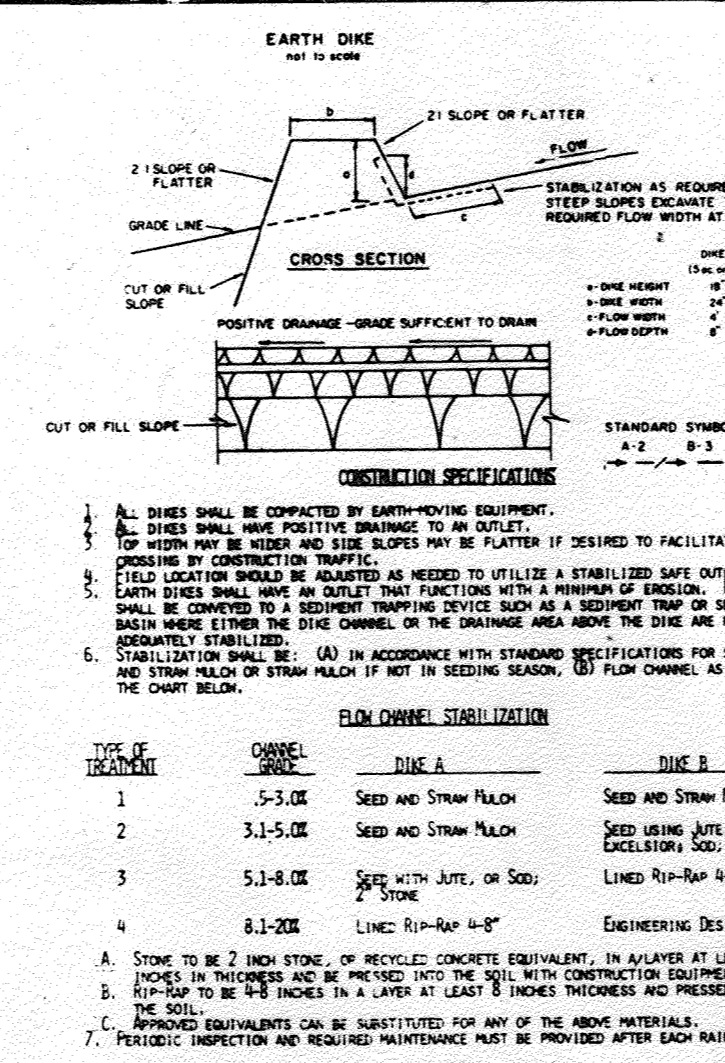 EARTH DIKE
not to scale
b
2:1 SLOPE OR FLATTER
FLOW
2:1 SLOPE OR
FLATTER
a
d
STABILIZATION AS REQUIRE
STEEP SLOPES EXCAVATE
REQUIRED FLOW WIDTH AT
c
GRADE LINE
CROSS SECTION
CUT OR FILL
SLOPE
DIKE
a-DIKE HEIGHT 18"
b-DIKE WIDTH 24"
c-FLOW WIDTH 4'
d-FLOW DEPTH 8"
POSITIVE DRAINAGE-GRADE SUFFICIENT TO DRAIN
CUT OR FILL SLOPE
STANDARD SYMBO
A-2 B-3
CONSTRUCTION SPECIFICATIONS
1. ALL DIKES SHALL BE COMPACTED BY EARTH-MOVING EQUIPMENT.
2. ALL DIKES SHALL HAVE POSITIVE DRAINAGE TO AN OUTLET.
3. TOP WIDTH MAY BE WIDER AND SIDE SLOPES MAY BE FLATTER IF DESIRED TO FACILITA
CROSSING BY CONSTRUCTION TRAFFIC.
4. FIELD LOCATION SHOULD BE ADJUSTED AS NEEDED TO UTILIZE A STABILIZED SAFE OUT
5. EARTH DIKES SHALL HAVE AN OUTLET THAT FUNCTIONS WITH A MINIMUM OF EROSION.
SHALL BE CONVEYED TO A SEDIMENT TRAPPING DEVICE SUCH AS A SEDIMENT TRAP OR S
BASIN WHERE EITHER THE DIKE CHANNEL OR THE DRAINAGE AREA ABOVE THE DIKE ARE
ADEQUATELY STABILIZED.
6. STABILIZATION SHALL BE: (A) IN ACCORDANCE WITH STANDARD SPECIFICATIONS FOR
AND STRAW MULCH OR STRAW MULCH IF NOT IN SEEDING SEASON, (B) FLOW CHANNEL AS
THE CHART BELOW.
FLOW CHANNEL STABILIZATION
TYPE OF TREATMENT CHANNEL GRADE DIKE A DIKE B
1 .5-3.0% SEED AND STRAW MULCH SEED AND STRAW
2 3.1-5.0% SEED AND STRAW MULCH SEED USING JUTE
EXCELSIOR; SOD;
3 5.1-8.0% SEED WITH JUTE, OR SOD; LINED RIP-RAP 4
2" STONE
4 8.1-20% LINED RIP-RAP 4-8" ENGINEERING DES
A. STONE TO BE 2 INCH STONE, OR RECYCLED CONCRETE EQUIVALENT, IN A LAYER AT L
INCHES IN THICKNESS AND BE PRESSED INTO THE SOIL WITH CONSTRUCTION EQUIPME
B. RIP-RAP TO BE 4-8 INCHES IN A LAYER AT LEAST 8 INCHES THICKNESS AND PRESSE
THE SOIL.
C. APPROVED EQUIVALENTS CAN BE SUBSTITUTED FOR ANY OF THE ABOVE MATERIALS.
7. PERIODIC INSPECTION AND REQUIRED MAINTENANCE MUST BE PROVIDED AFTER EACH RAI